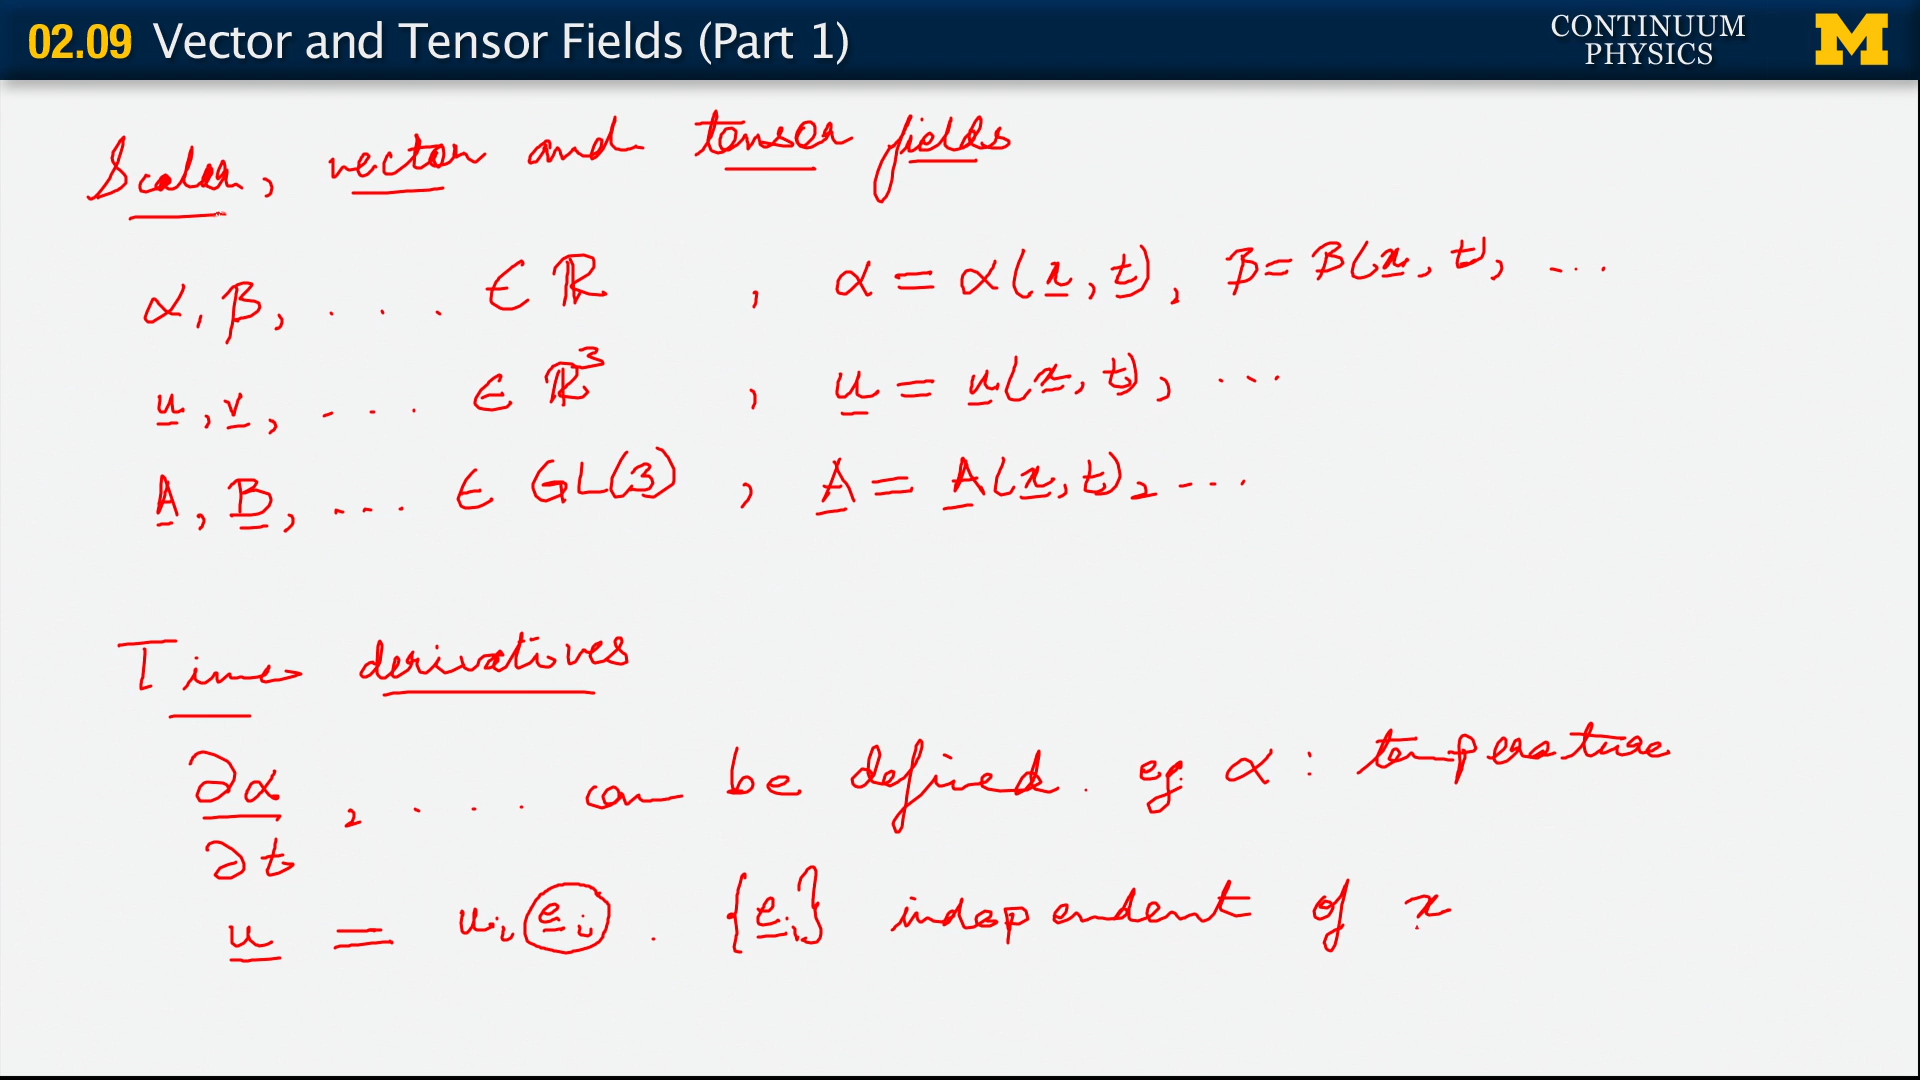 02.09 Vector and Tensor Fields (Part 1)
CONTINUUM
PHYSICS
M
Scalar, vector and tensor fields
α, β, .... ∈ ℝ , α = α(x, t), β = β(x, t), ...
u, v, .... ∈ ℝ³ , u = u(x, t), ...
A, B, ... ∈ GL(3) , A = A(x, t), ...
Time derivatives
∂α/∂t , .... can be defined. eg. α : temperature
u = uᵢ eᵢ . {eᵢ} independent of x